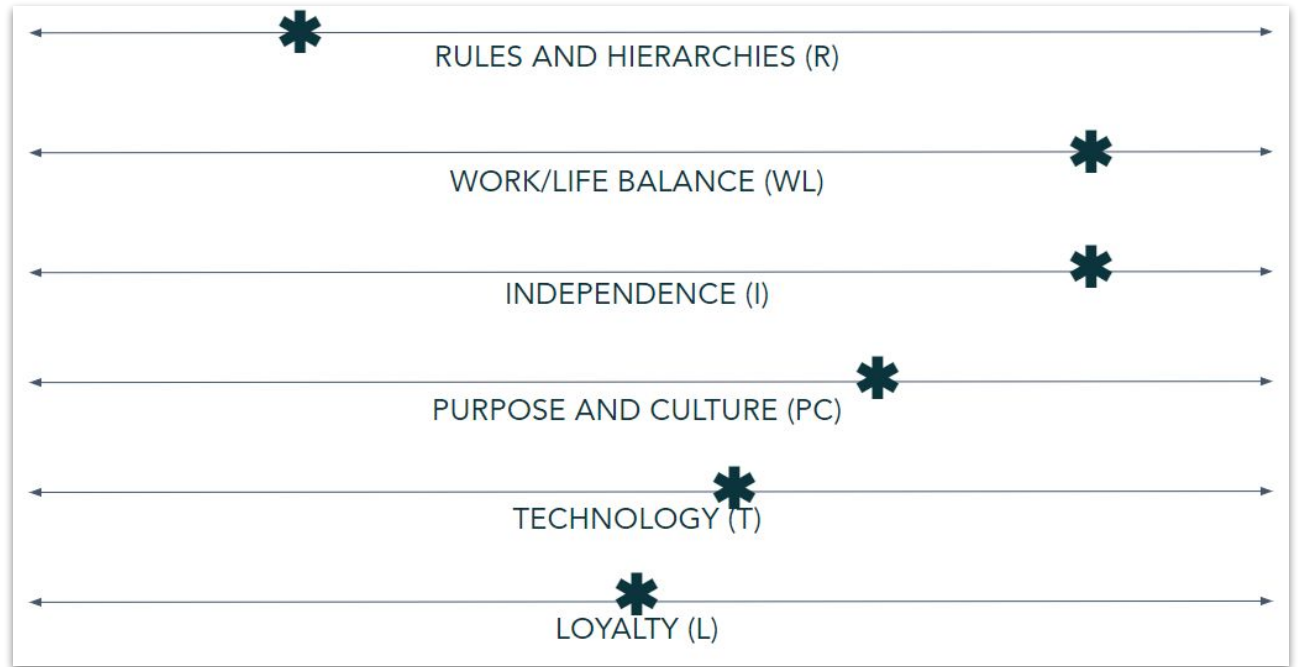 RULES AND HIERARCHIES (R)
WORK/LIFE BALANCE (WL)
INDEPENDENCE (I)
PURPOSE AND CULTURE (PC)
TECHNOLOGY (T)
LOYALTY (L)